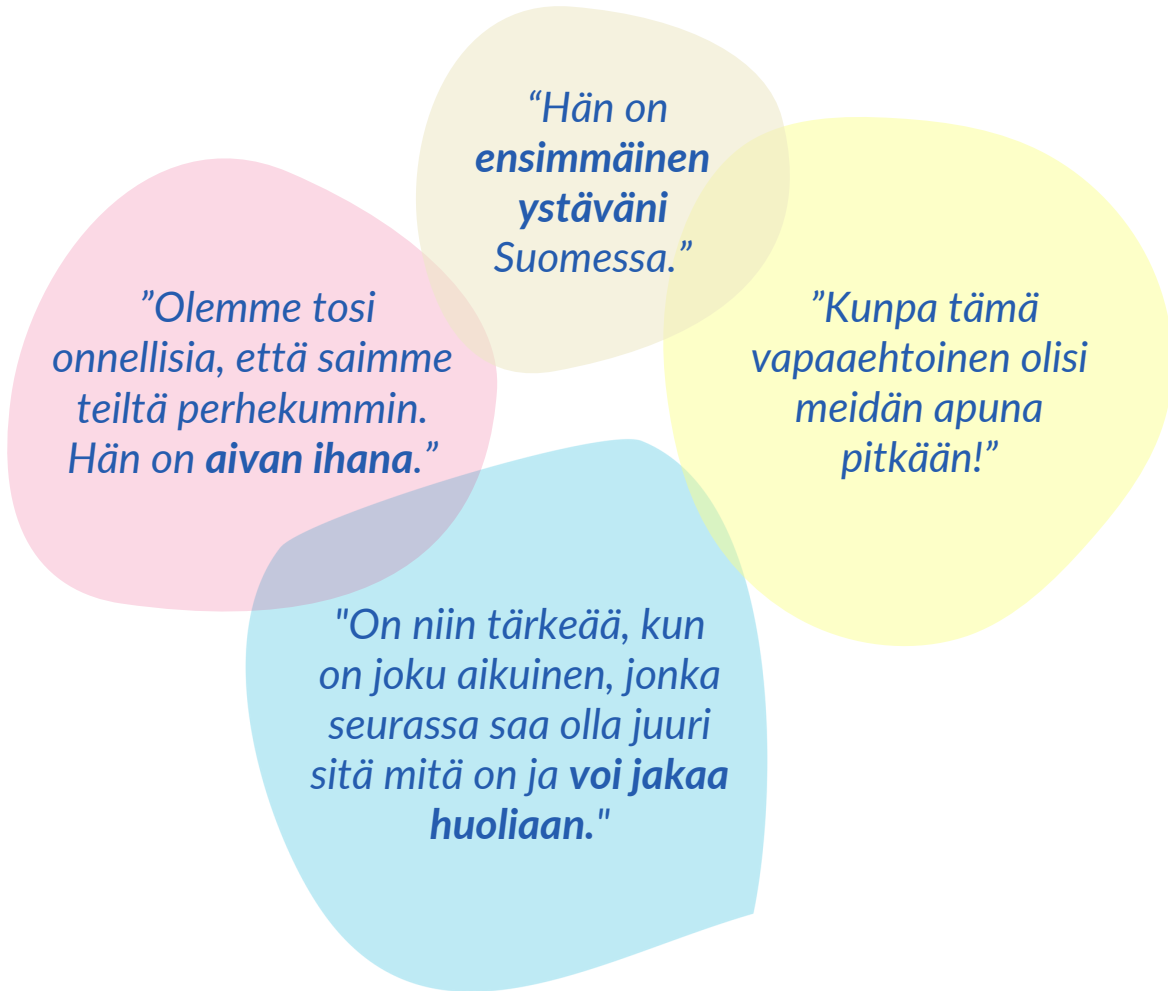 “Hän on
ensimmäinen
ystäväni
Suomessa.”
”Olemme tosi
onnellisia, että saimme
teiltä perhekummin.
Hän on aivan ihana.”
”Kunpa tämä
vapaaehtoinen olisi
meidän apuna
pitkään!”
"On niin tärkeää, kun
on joku aikuinen, jonka
seurassa saa olla juuri
sitä mitä on ja voi jakaa
huoliaan."